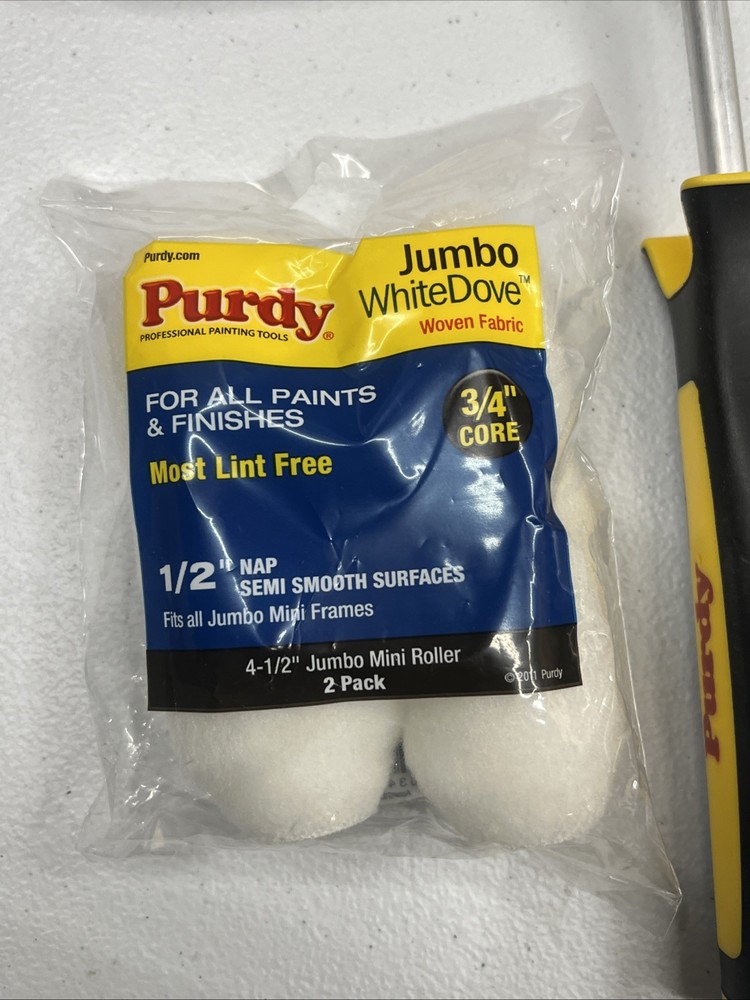 Purdy.com
Purdy®
PROFESSIONAL PAINTING TOOLS
Jumbo
WhiteDove™
Woven Fabric
FOR ALL PAINTS
& FINISHES
3/4"
CORE
Most Lint Free
1/2" NAP
SEMI SMOOTH SURFACES
Fits all Jumbo Mini Frames
4-1/2" Jumbo Mini Roller
2 Pack
© 2011 Purdy
Purdy